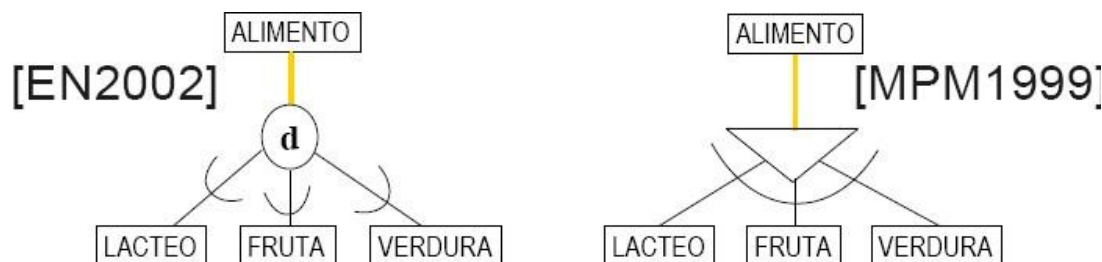 ALIMENTO
[EN2002]
d
LACTEO FRUTA VERDURA
ALIMENTO
[MPM1999]
LACTEO FRUTA VERDURA